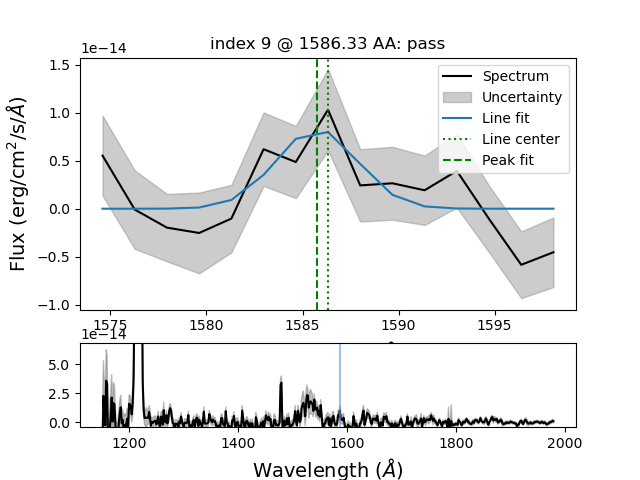 index 9 @ 1586.33 AA: pass
1e−14
Spectrum
Uncertainty
Line fit
Line center
Peak fit
1.5
1.0
0.5
0.0
−0.5
−1.0
Flux (erg/cm²/s/Å)
1575 1580 1585 1590 1595
1e−14
5.0
2.5
0.0
1200 1400 1600 1800 2000
Wavelength (Å)